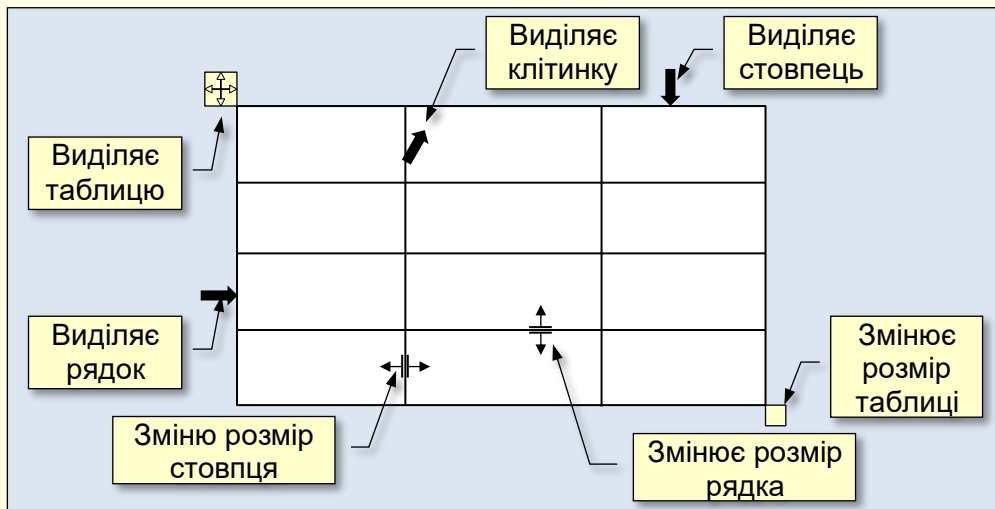 Виділяє
клітинку
Виділяє
стовпець
Виділяє
таблицю
Виділяє
рядок
Змінює
розмір
таблиці
Зміню розмір
стовпця
Змінює розмір
рядка